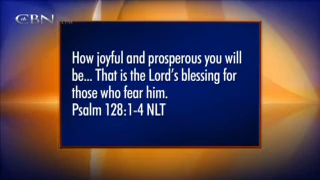 CBN
How joyful and prosperous you will
be... That is the Lord's blessing for
those who fear him.
Psalm 128:1-4 NLT